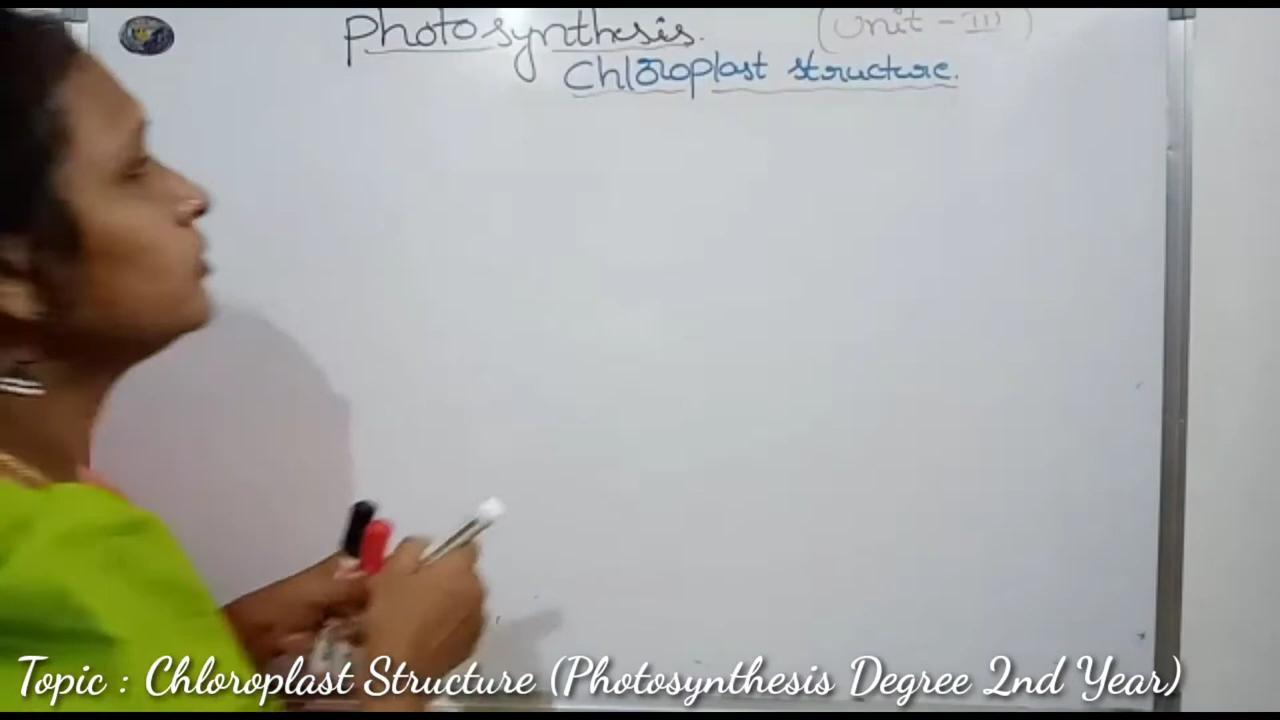 Photosynthesis. (Unit - III)
Chloroplast structure.
Topic : Chloroplast Structure (Photosynthesis Degree 2nd Year)